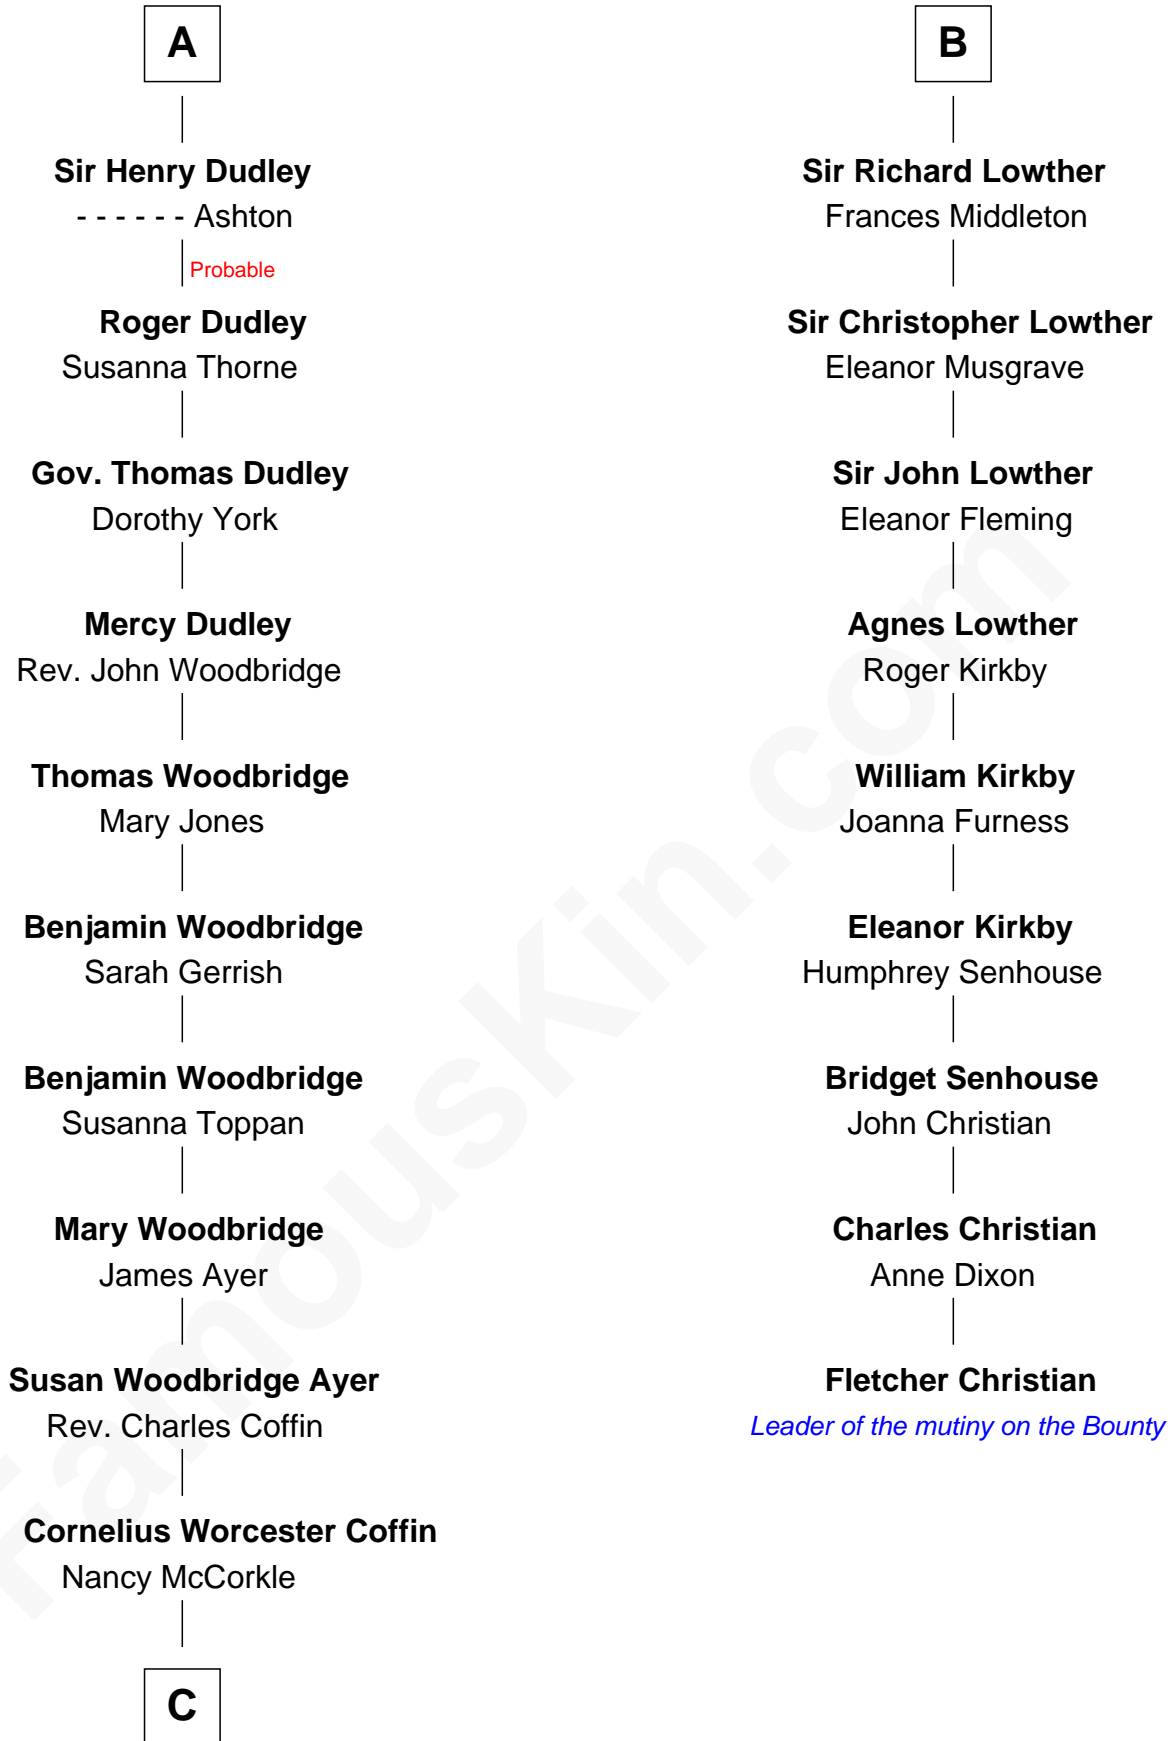 A
Sir Henry Dudley
- - - - - - Ashton
Probable
Roger Dudley
Susanna Thorne
Gov. Thomas Dudley
Dorothy York
Mercy Dudley
Rev. John Woodbridge
Thomas Woodbridge
Mary Jones
Benjamin Woodbridge
Sarah Gerrish
Benjamin Woodbridge
Susanna Toppan
Mary Woodbridge
James Ayer
Susan Woodbridge Ayer
Rev. Charles Coffin
Cornelius Worcester Coffin
Nancy McCorkle
C
B
Sir Richard Lowther
Frances Middleton
Sir Christopher Lowther
Eleanor Musgrave
Sir John Lowther
Eleanor Fleming
Agnes Lowther
Roger Kirkby
William Kirkby
Joanna Furness
Eleanor Kirkby
Humphrey Senhouse
Bridget Senhouse
John Christian
Charles Christian
Anne Dixon
Fletcher Christian
Leader of the mutiny on the Bounty
FamousKin.com